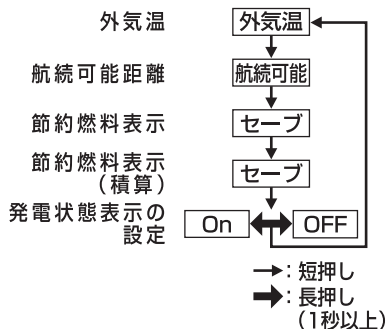 外気温 外気温
航続可能距離 航続可能
節約燃料表示 セーブ
節約燃料表示
（積算） セーブ
発電状態表示の
設定 On OFF
：短押し
：長押し
（1秒以上）